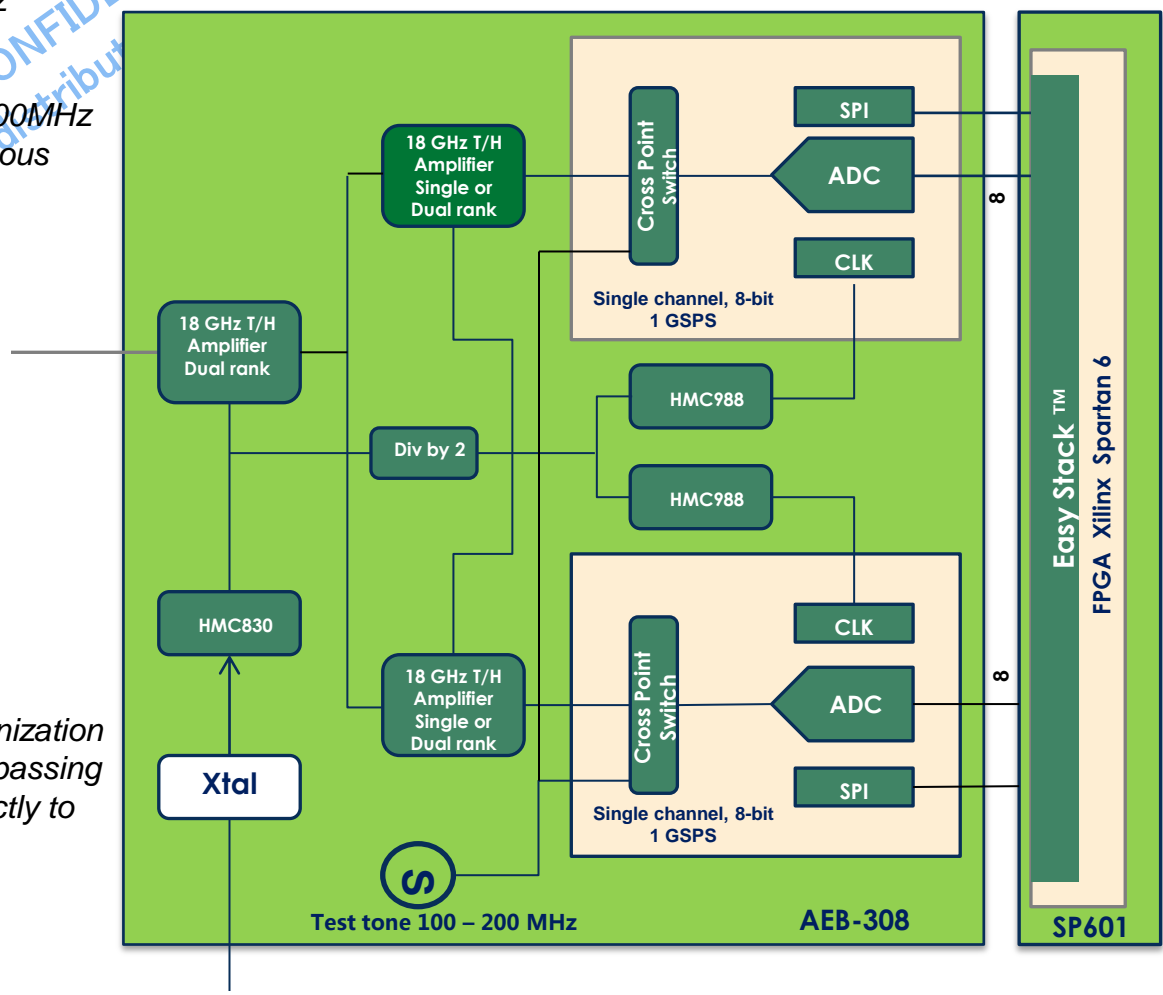 00MHz
18 GHz T/H
Amplifier
Single or
Dual rank
Cross Point
Switch
SPI
ADC
8
CLK
Single channel, 8-bit
1 GSPS
18 GHz T/H
Amplifier
Dual rank
HMC988
Div by 2
HMC988
HMC830
18 GHz T/H
Amplifier
Single or
Dual rank
Cross Point
Switch
CLK
ADC
8
SPI
Single channel, 8-bit
1 GSPS
nization
passing
ctly to
Xtal
S
Test tone 100 – 200 MHz
AEB-308
Easy Stack ™
FPGA Xilinx Spartan 6
SP601